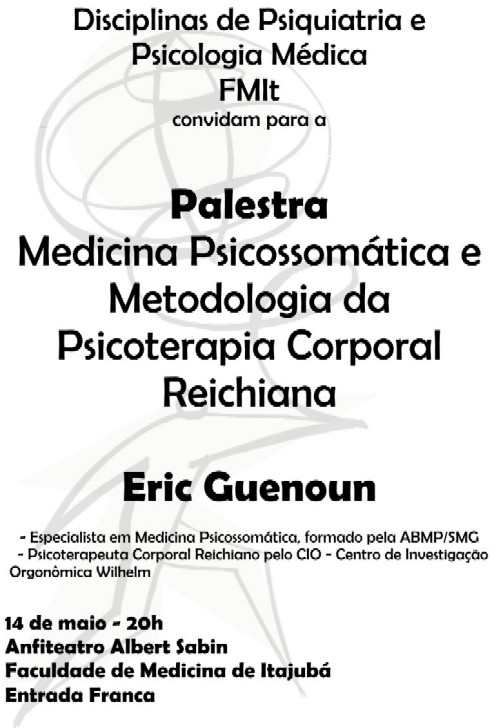 Disciplinas de Psiquiatria e
Psicologia Médica
FMIt
convidam para a
Palestra
Medicina Psicossomática e
Metodologia da
Psicoterapia Corporal
Reichiana
Eric Guenoun
- Especialista em Medicina Psicossomática, formado pela ABMP/SMG
- Psicoterapeuta Corporal Reichiano pelo CIO - Centro de Investigação
Orgonômica Wilhelm
14 de maio - 20h
Anfiteatro Albert Sabin
Faculdade de Medicina de Itajubá
Entrada Franca